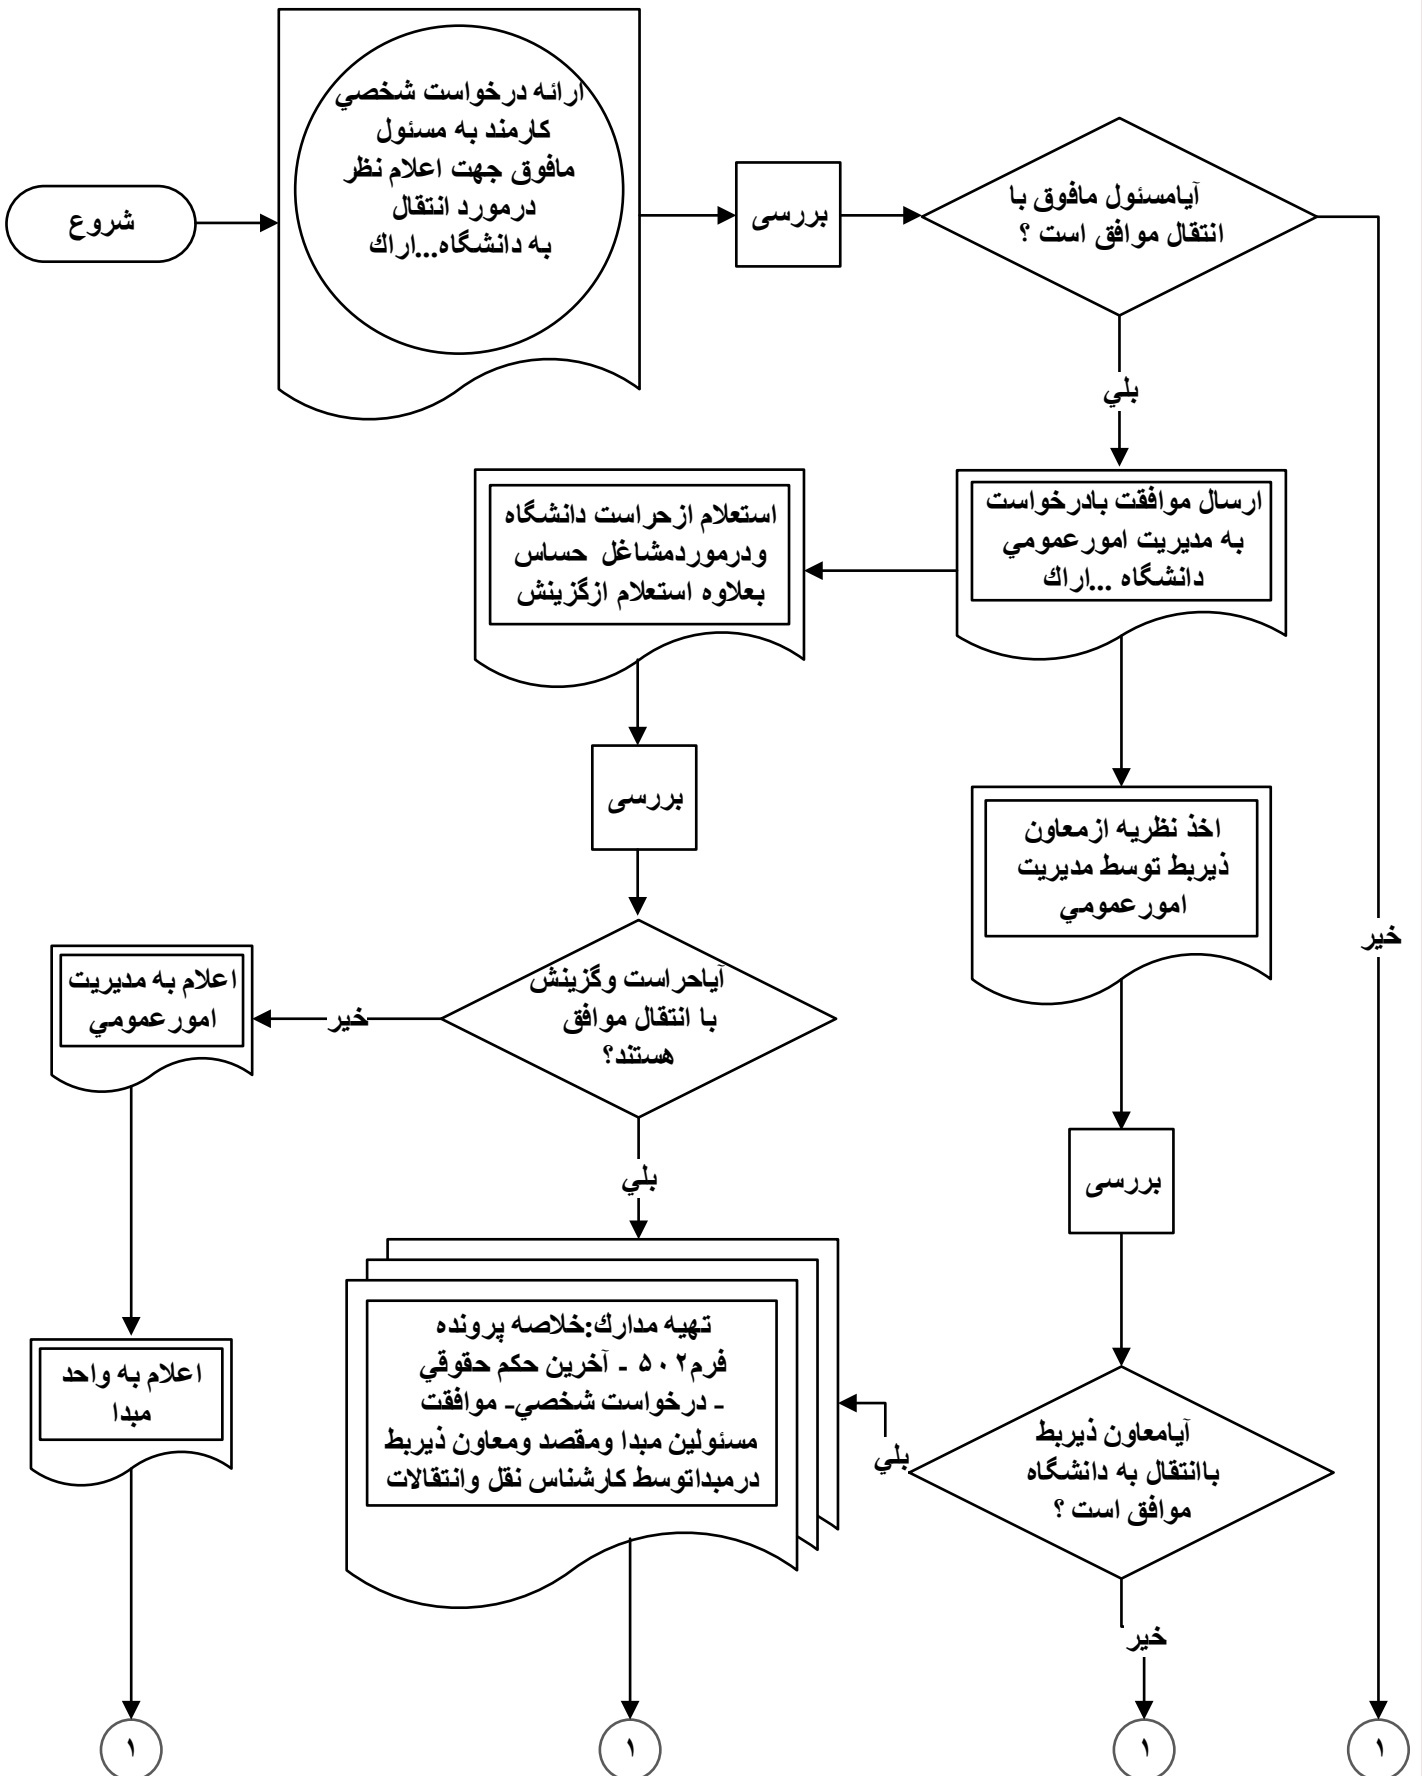 شروع
ارائه درخواست شخصي
كارمند به مسئول
مافوق جهت اعلام نظر
درمورد انتقال
به دانشگاه...اراك
بررسی
آيامسئول مافوق با
انتقال موافق است ؟
بلي
خير
ارسال موافقت بادرخواست
به مديريت امورعمومي
دانشگاه ...اراك
استعلام ازحراست دانشگاه
ودرموردمشاغل حساس
بعلاوه استعلام ازگزينش
بررسی
اخذ نظريه ازمعاون
ذيربط توسط مديريت
امورعمومي
آياحراست وگزينش
با انتقال موافق
هستند؟
خير
اعلام به مديريت
امورعمومي
بلي
بررسی
تهيه مدارك:خلاصه پرونده
فرم۵۰۲ - آخرين حكم حقوقي
- درخواست شخصي- موافقت
مسئولين مبدا ومقصد ومعاون ذيربط
درمبداتوسط كارشناس نقل وانتقالات
اعلام به واحد
مبدا
آيامعاون ذيربط
باانتقال به دانشگاه
موافق است ؟
بلي
خير
۱
۱
۱
۱